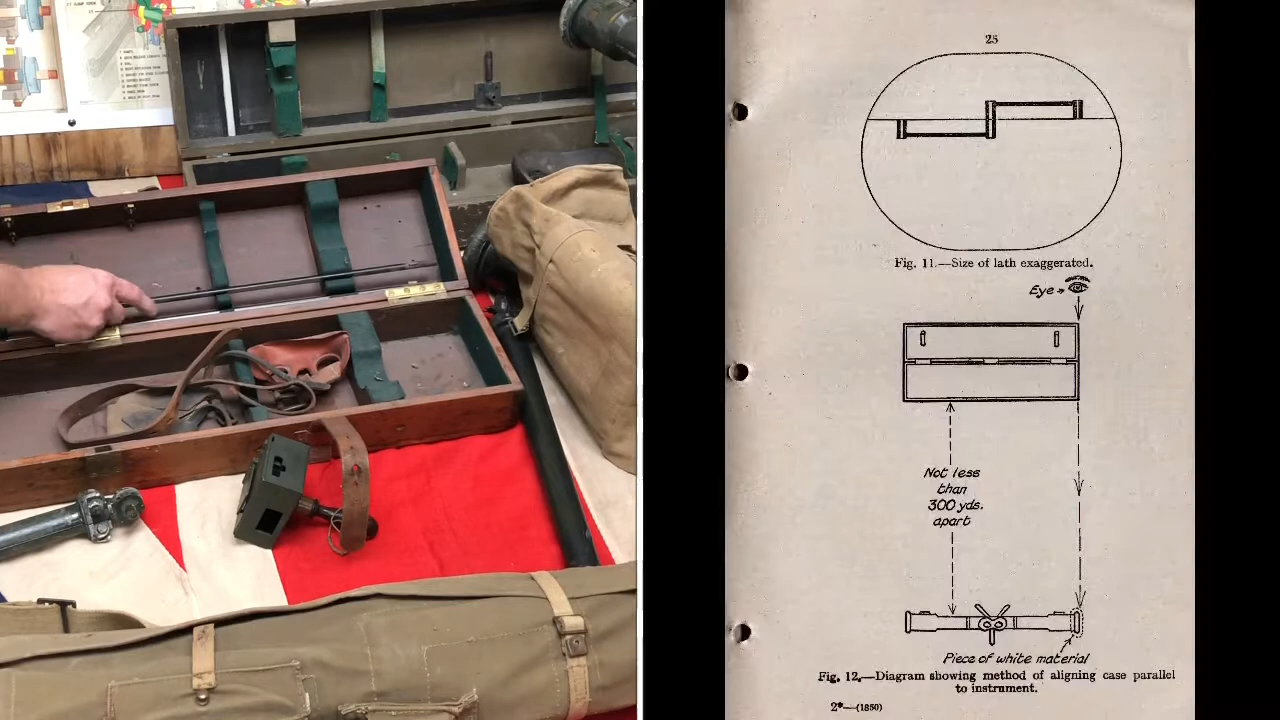 25
Fig. 11.—Size of lath exaggerated.
Eye
Not less
than
300 yds.
apart
Piece of white material
Fig. 12.—Diagram showing method of aligning case parallel
to instrument.
2*—(1850)